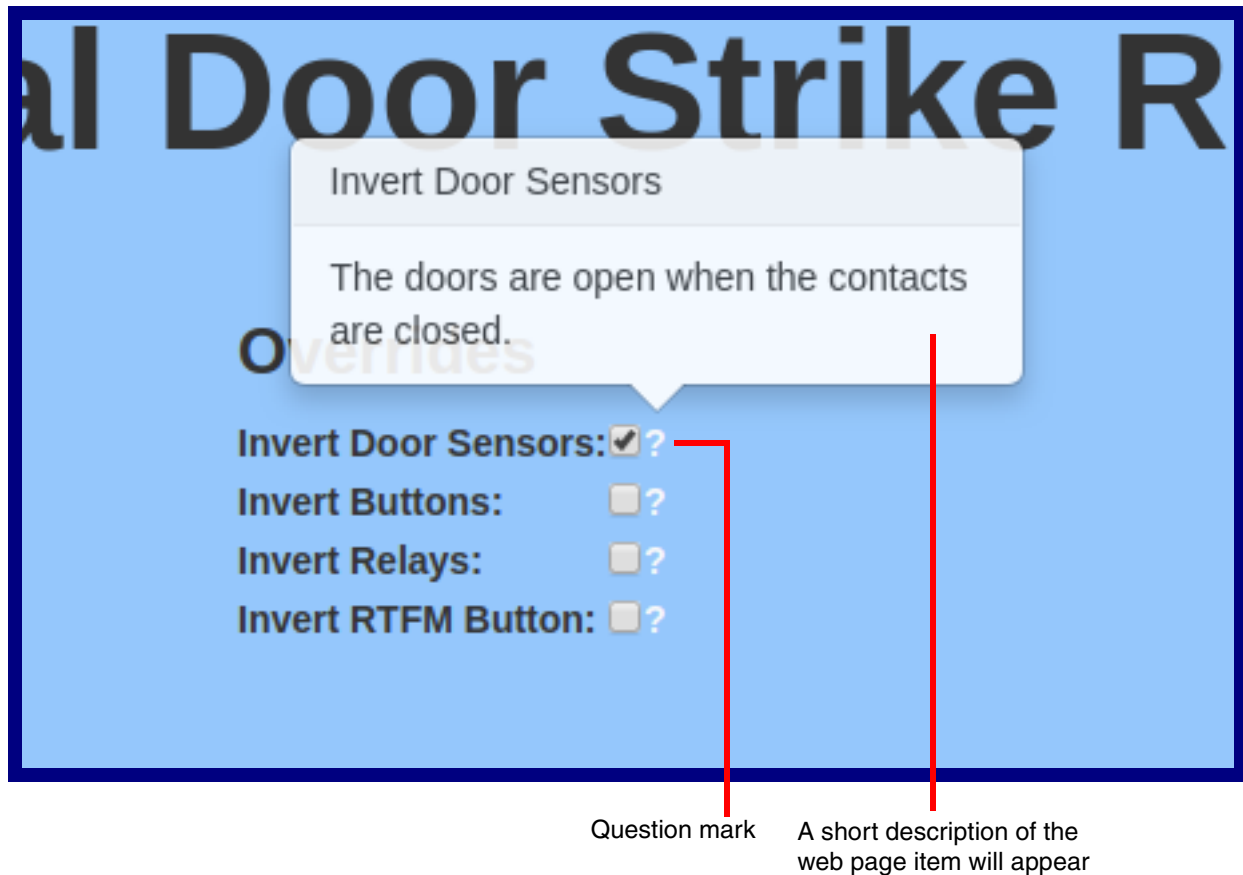 al Door Strike R
Invert Door Sensors
The doors are open when the contacts
are closed.
Overrides
Invert Door Sensors: ?
Invert Buttons: ?
Invert Relays: ?
Invert RTFM Button: ?
Question mark
A short description of the
web page item will appear